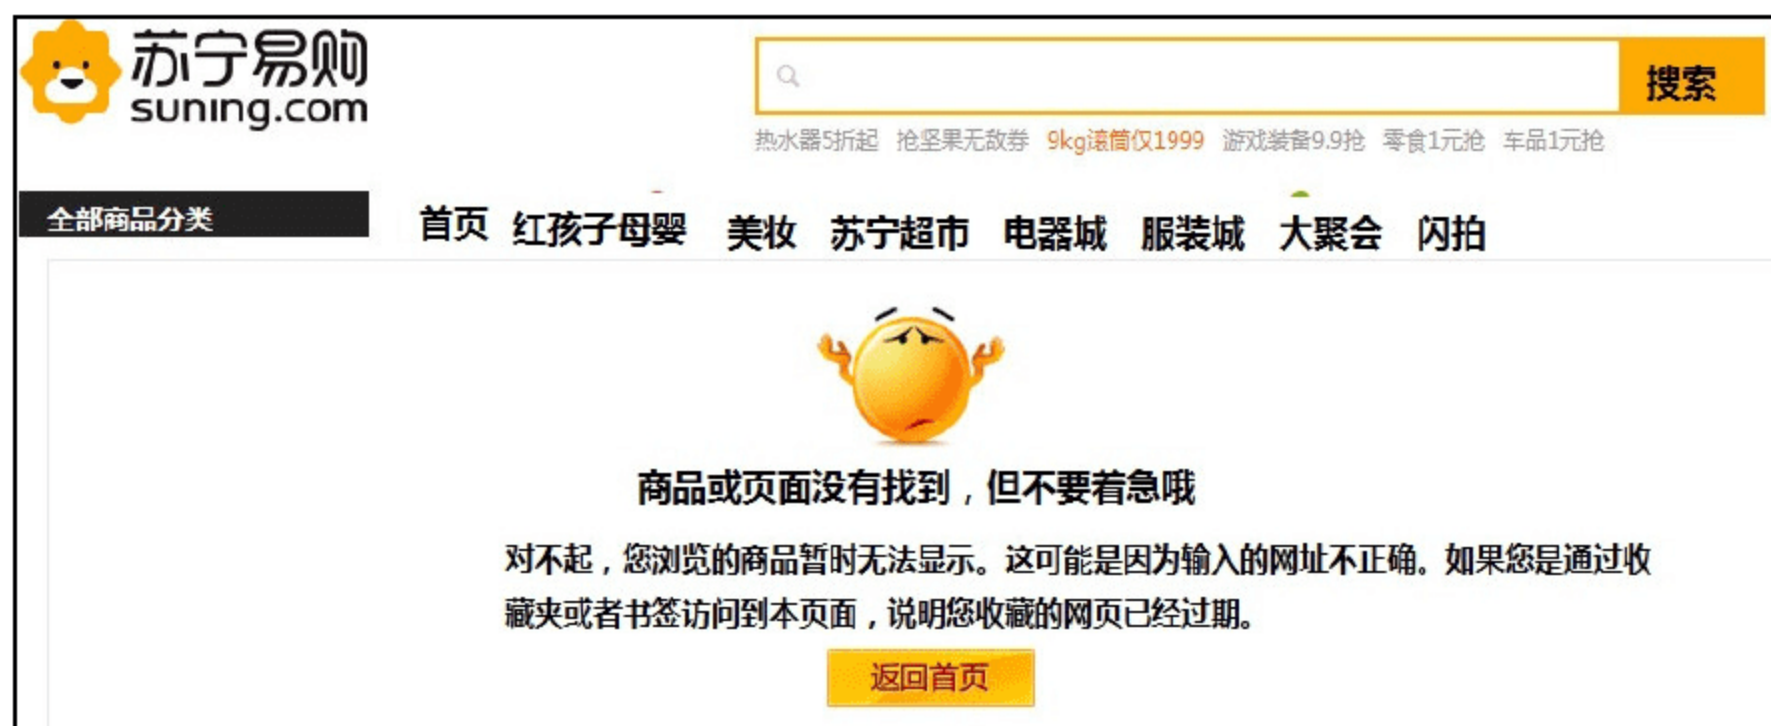 苏宁易购
suning.com
搜索
热水器5折起 抢坚果无敌券 9kg滚筒仅1999 游戏装备9.9抢 零食1元抢 车品1元抢
全部商品分类 首页 红孩子母婴 美妆 苏宁超市 电器城 服装城 大聚会 闪拍
商品或页面没有找到，但不要着急哦
对不起，您浏览的商品暂时无法显示。这可能是因为输入的网址不正确。如果您是通过收
藏夹或者书签访问到本页面，说明您收藏的网页已经过期。
返回首页